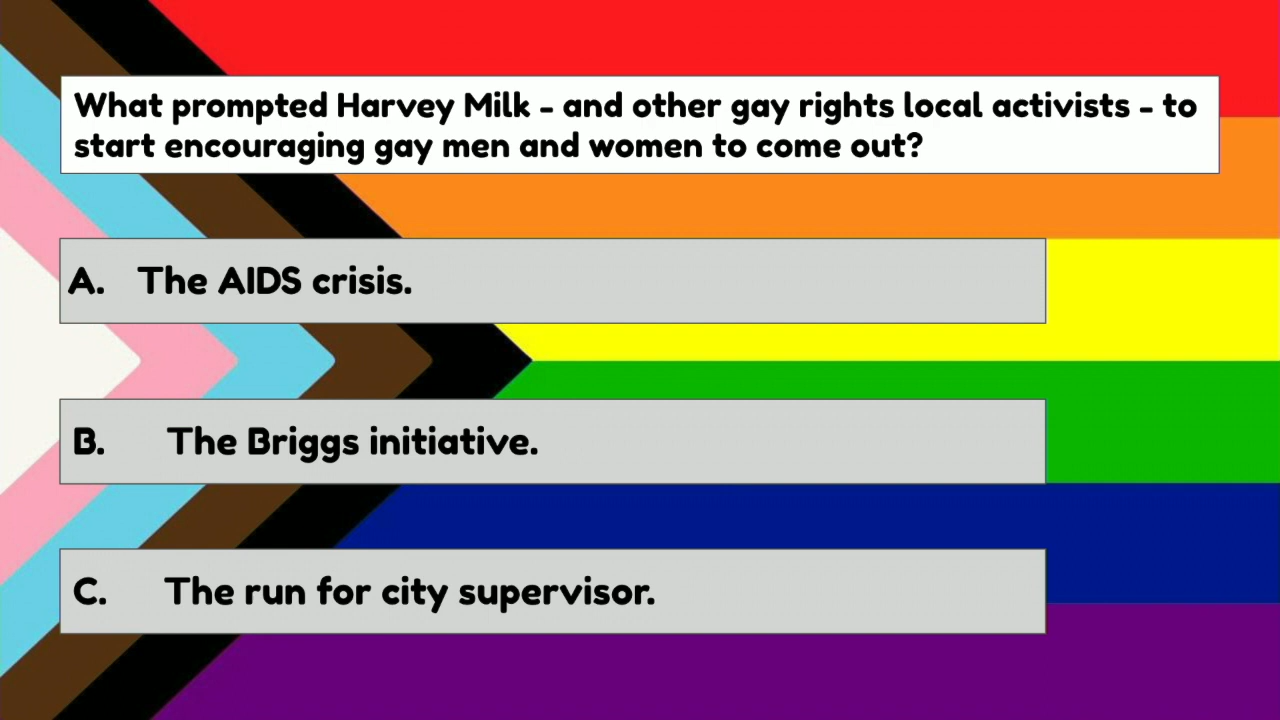 What prompted Harvey Milk - and other gay rights local activists - to
start encouraging gay men and women to come out?
A. The AIDS crisis.
B. The Briggs initiative.
C. The run for city supervisor.